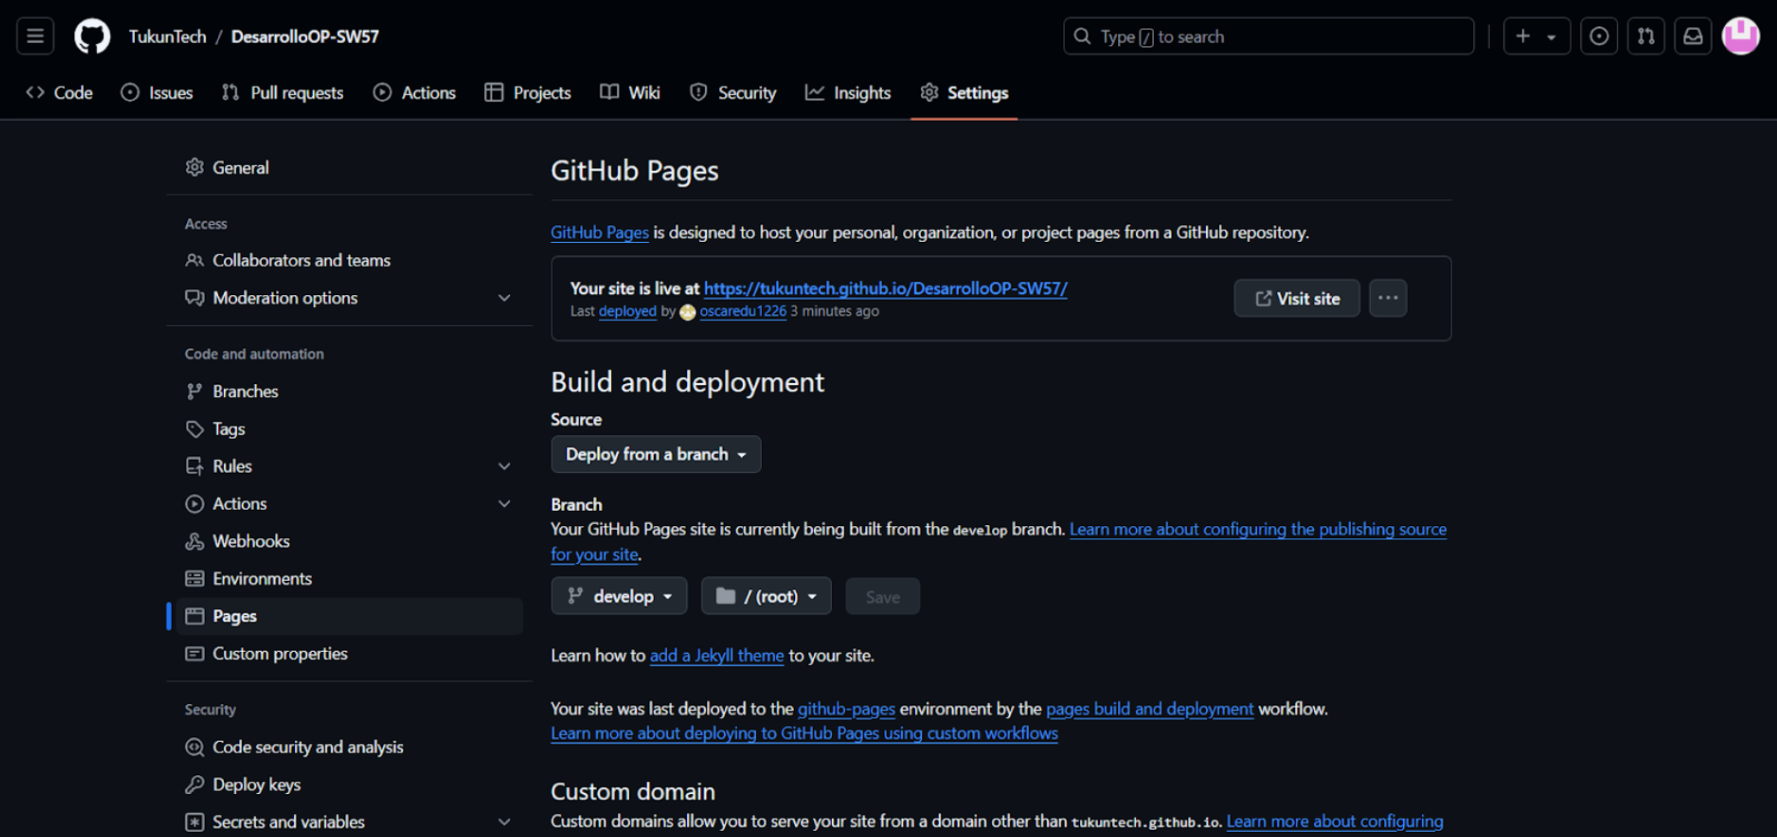 TukunTech / DesarrolloOP-SW57
Type / to search
Code Issues Pull requests Actions Projects Wiki Security Insights Settings
General
Access
Collaborators and teams
Moderation options
Code and automation
Branches
Tags
Rules
Actions
Webhooks
Environments
Pages
Custom properties
Security
Code security and analysis
Deploy keys
Secrets and variables
GitHub Pages
GitHub Pages is designed to host your personal, organization, or project pages from a GitHub repository.
Your site is live at https://tukuntech.github.io/DesarrolloOP-SW57/
Last deployed by oscaredu1226 3 minutes ago
Visit site
Build and deployment
Source
Deploy from a branch
Branch
Your GitHub Pages site is currently being built from the develop branch. Learn more about configuring the publishing source
for your site.
develop / (root) Save
Learn how to add a Jekyll theme to your site.
Your site was last deployed to the github-pages environment by the pages build and deployment workflow.
Learn more about deploying to GitHub Pages using custom workflows
Custom domain
Custom domains allow you to serve your site from a domain other than tukuntech.github.io. Learn more about configuring